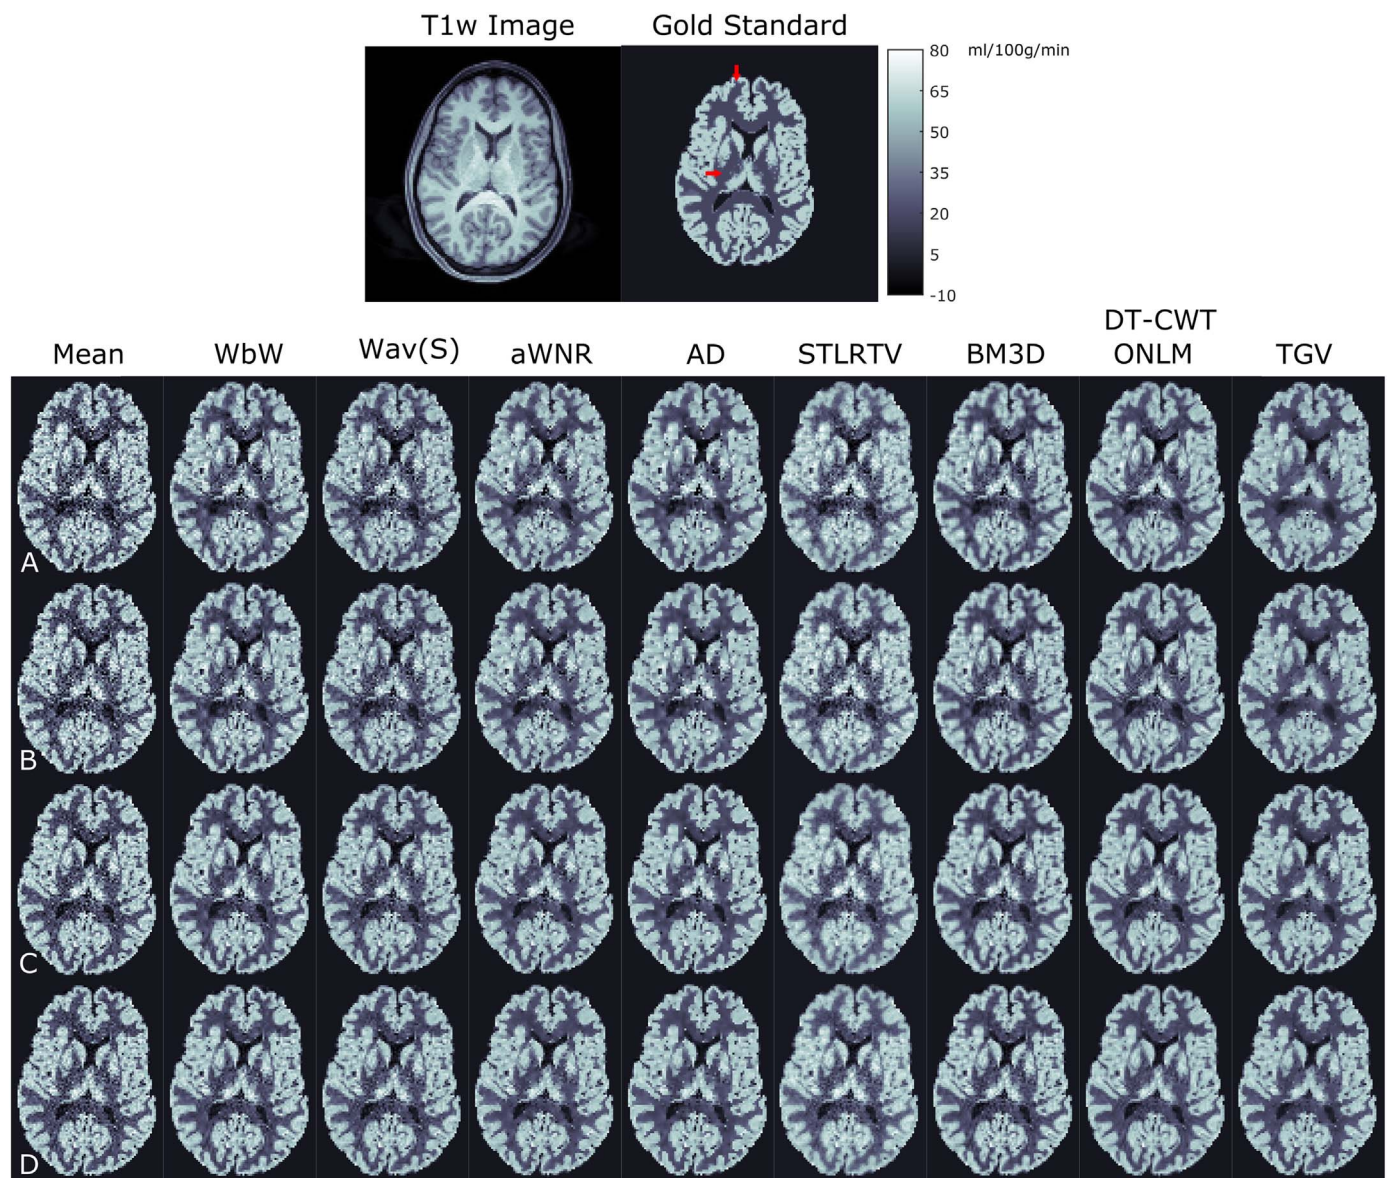 T1w Image
Gold Standard
80 ml/100g/min
65
50
35
20
5
-10
DT-CWT
Mean WbW Wav(S) aWNR AD STLRTV BM3D ONLM TGV
A
B
C
D